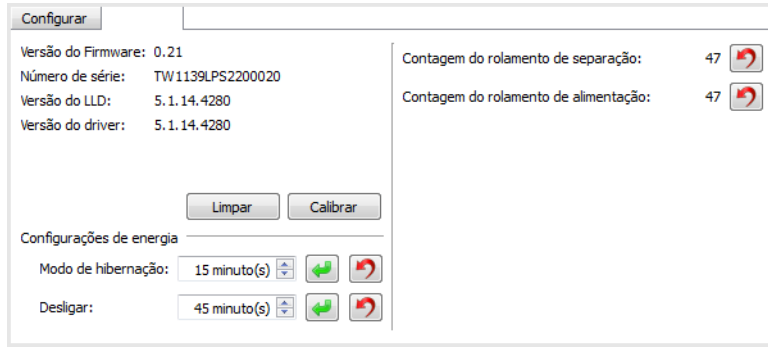 Configurar
Versão do Firmware: 0.21
Número de série: TW1139LPS2200020
Versão do LLD: 5.1.14.4280
Versão do driver: 5.1.14.4280
Limpar Calibrar
Configurações de energia
Modo de hibernação: 15 minuto(s)
Desligar: 45 minuto(s)
Contagem do rolamento de separação: 47
Contagem do rolamento de alimentação: 47